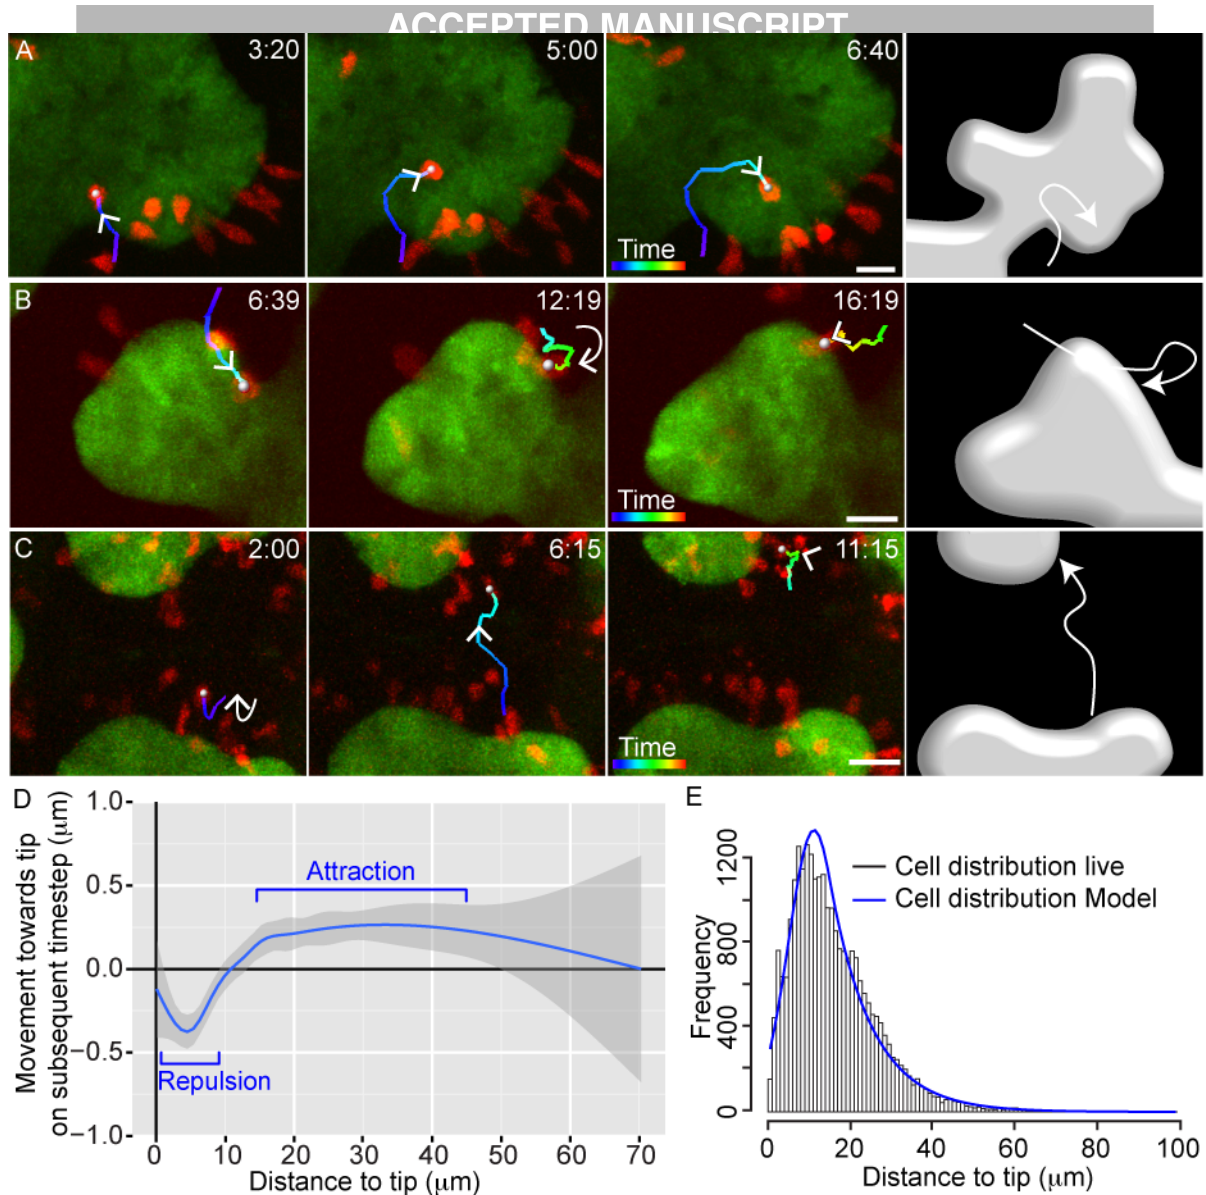 ACCEPTED MANUSCRIPT
A 3:20 5:00 6:40
Time
B 6:39 12:19 16:19
Time
C 2:00 6:15 11:15
Time
D
Movement towards tip
on subsequent timestep (μm)
1.0
0.5
0.0
−0.5
−1.0
Attraction
Repulsion
0 10 20 30 40 50 60 70
Distance to tip (μm)
E
Frequency
1200
800
400
0
Cell distribution live
Cell distribution Model
0 20 40 60 80 100
Distance to tip (μm)